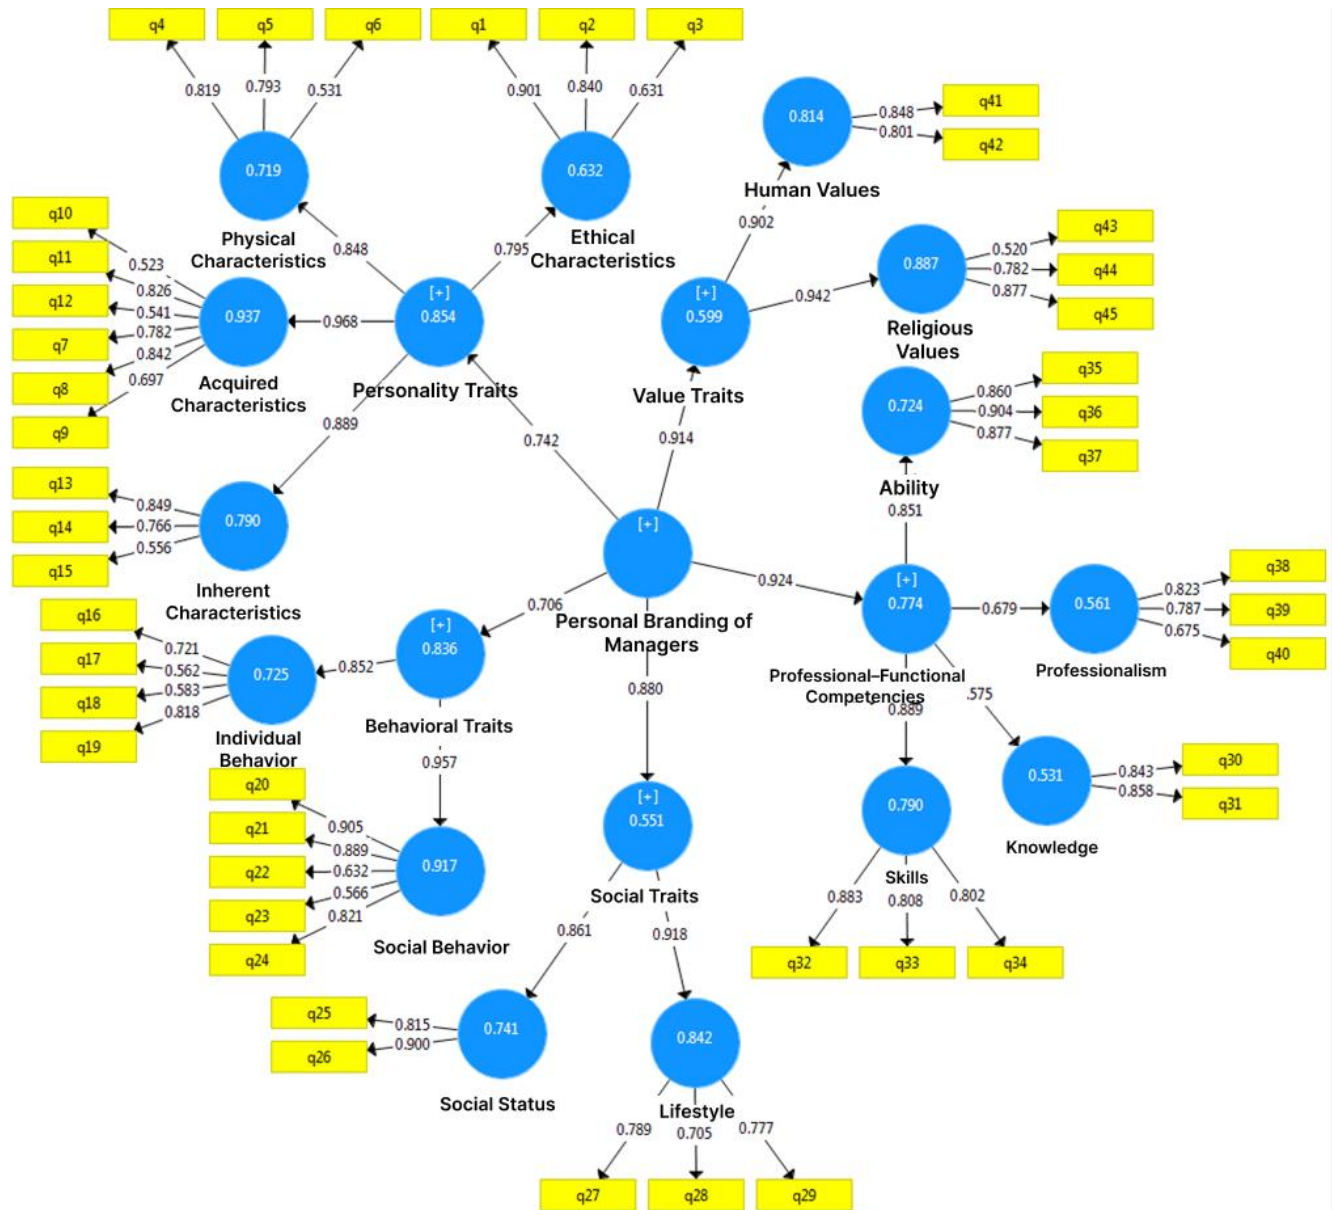 q4
q5
q6
q1
q2
q3
0.819
0.793
0.531
0.901
0.840
0.631
0.719
0.632
Physical
Characteristics
Ethical
Characteristics
0.848
0.795
q10
q11
q12
q7
q8
q9
0.523
0.826
0.541
0.782
0.842
0.697
0.937
Acquired
Characteristics
0.968
[+]
0.854
Personality Traits
0.889
0.742
q13
q14
q15
0.849
0.766
0.556
0.790
Inherent
Characteristics
0.814
Human Values
0.848
0.801
q41
q42
0.902
[+]
0.599
Value Traits
0.942
0.914
0.887
Religious
Values
0.520
0.782
0.877
q43
q44
q45
0.724
Ability
0.860
0.904
0.877
q35
q36
q37
0.851
[+]
Personal Branding of
Managers
0.924
[+]
0.774
Professional–Functional
Competencies
0.679
0.561
Professionalism
0.823
0.787
0.675
q38
q39
q40
.575
0.531
Knowledge
0.843
0.858
q30
q31
0.889
0.790
Skills
0.883
0.808
0.802
q32
q33
q34
0.706
[+]
0.836
Behavioral Traits
0.852
0.725
Individual
Behavior
q16
q17
q18
q19
0.721
0.562
0.583
0.818
0.957
0.917
Social Behavior
q20
q21
q22
q23
q24
0.905
0.889
0.632
0.566
0.821
0.880
[+]
0.551
Social Traits
0.861
0.918
0.741
Social Status
q25
q26
0.815
0.900
0.842
Lifestyle
0.789
0.705
0.777
q27
q28
q29